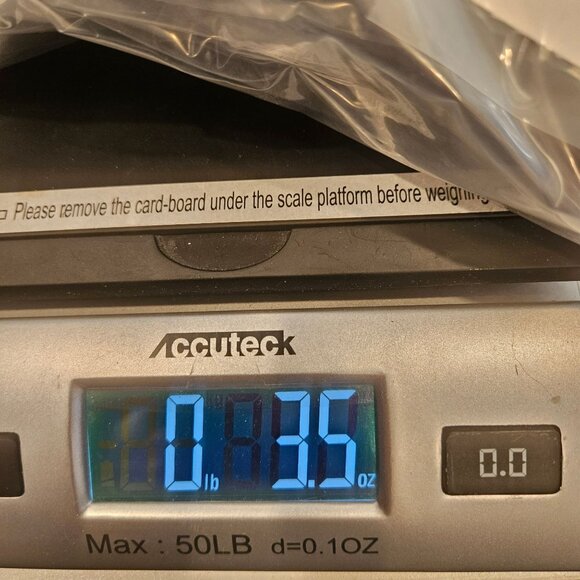 Please remove the card-board under the scale platform before weighing
Accuteck
0 lb 3.5 oz
0.0
Max : 50LB d=0.1OZ